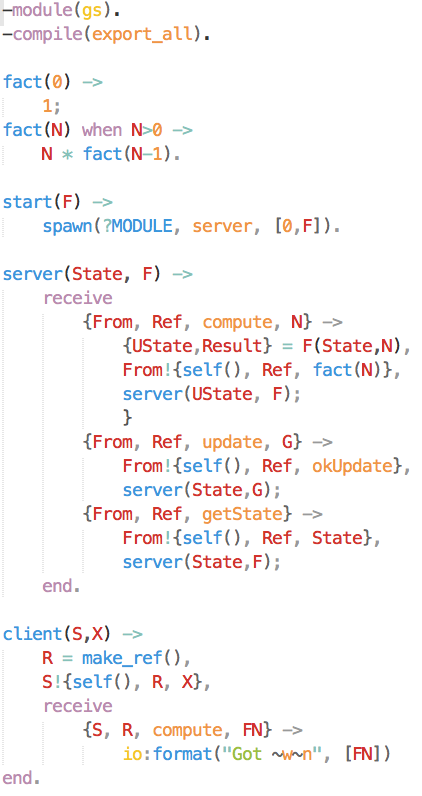 -module(gs).
-compile(export_all).

fact(0) ->
    1;
fact(N) when N>0 ->
    N * fact(N-1).

start(F) ->
    spawn(?MODULE, server, [0,F]).

server(State, F) ->
    receive
        {From, Ref, compute, N} ->
            {UState,Result} = F(State,N),
            From!{self(), Ref, fact(N)},
            server(UState, F);
            }
        {From, Ref, update, G} ->
            From!{self(), Ref, okUpdate},
            server(State,G);
        {From, Ref, getState} ->
            From!{self(), Ref, State},
            server(State,F);
    end.

client(S,X) ->
    R = make_ref(),
    S!{self(), R, X},
    receive
        {S, R, compute, FN} ->
            io:format("Got ~w~n", [FN])
end.